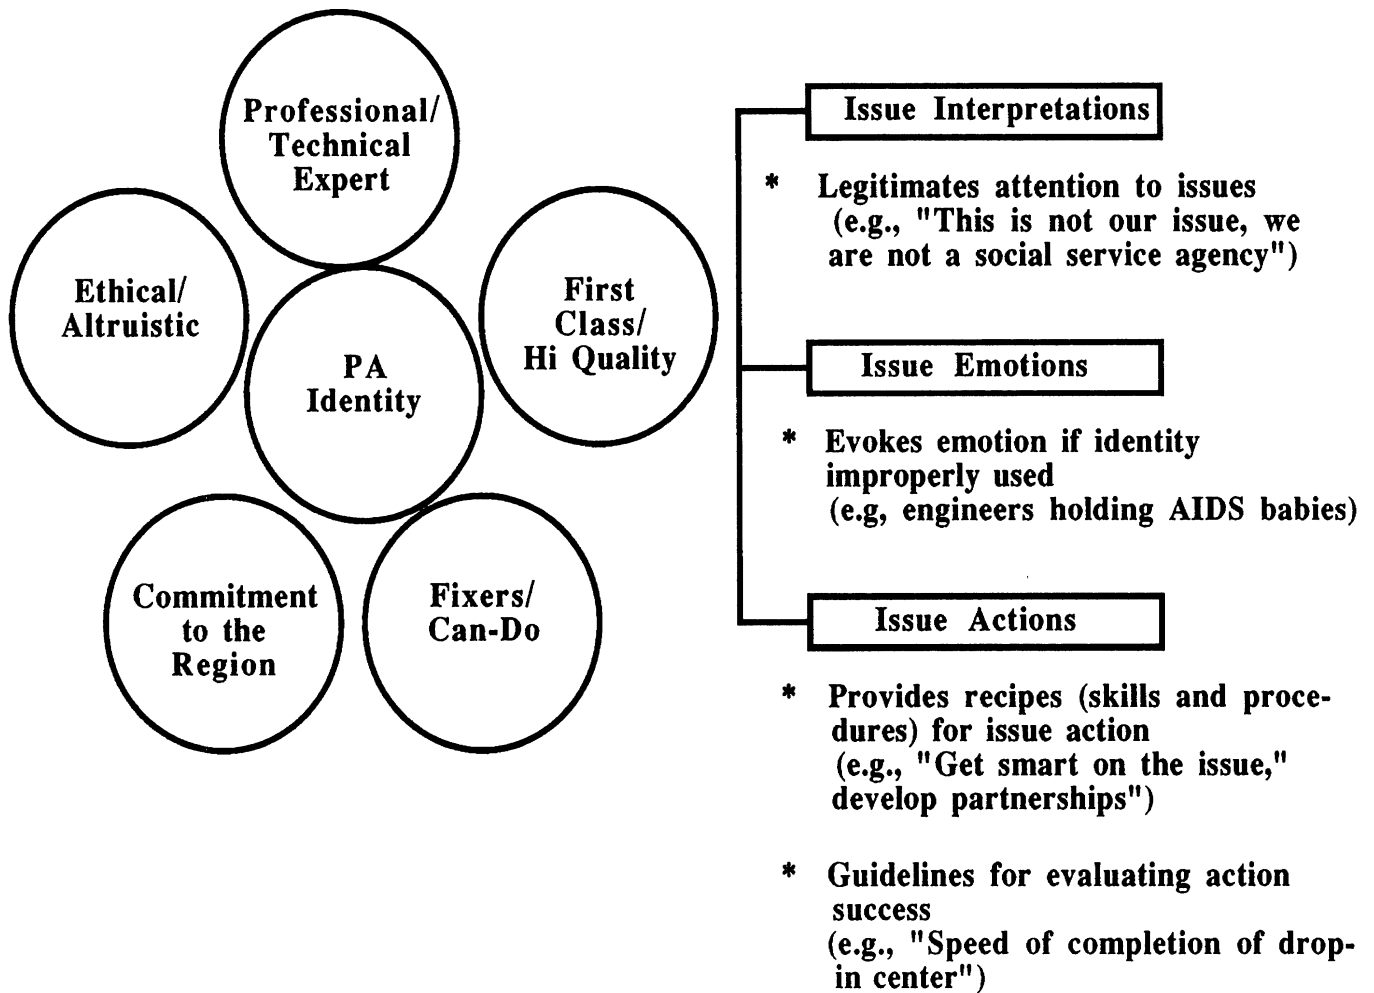 Professional/
Technical
Expert
Ethical/
Altruistic
First
Class/
Hi Quality
PA
Identity
Commitment
to the
Region
Fixers/
Can-Do
Issue Interpretations
* Legitimates attention to issues
(e.g., "This is not our issue, we
are not a social service agency")
Issue Emotions
* Evokes emotion if identity
improperly used
(e.g, engineers holding AIDS babies)
Issue Actions
* Provides recipes (skills and proce-
dures) for issue action
(e.g., "Get smart on the issue,"
develop partnerships")
* Guidelines for evaluating action
success
(e.g., "Speed of completion of drop-
in center")